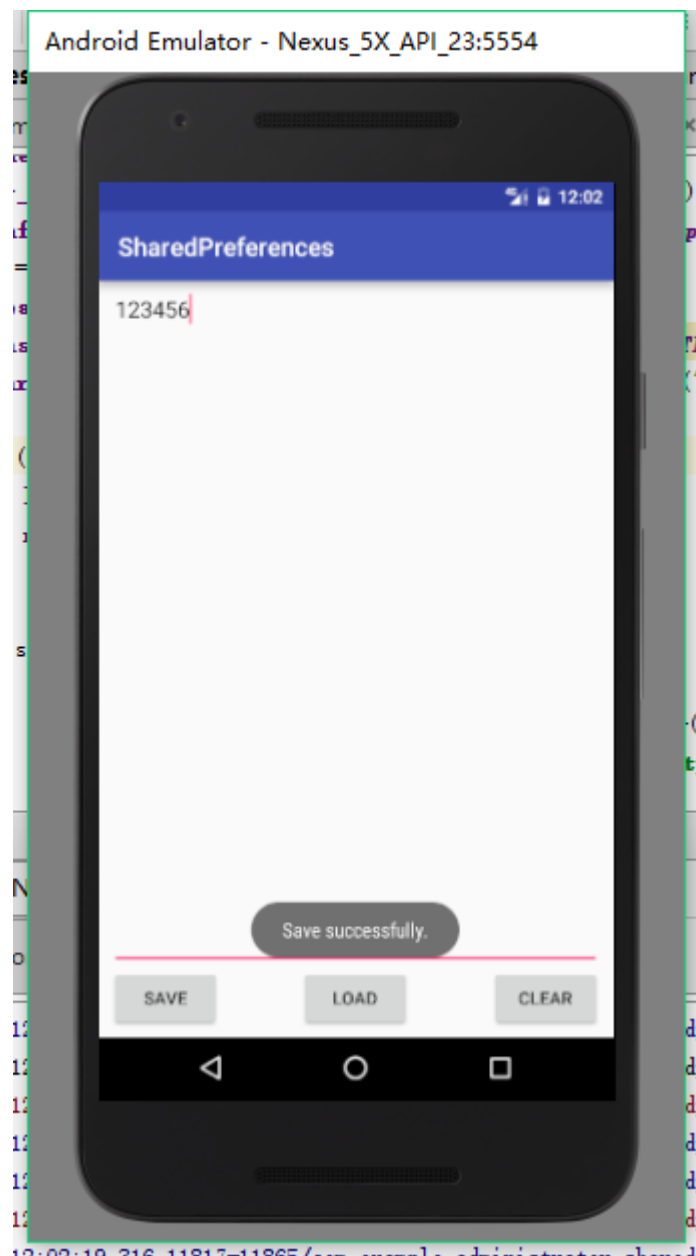 Android Emulator - Nexus_5X_API_23:5554
12:02
SharedPreferences
123456
Save successfully.
SAVE
LOAD
CLEAR